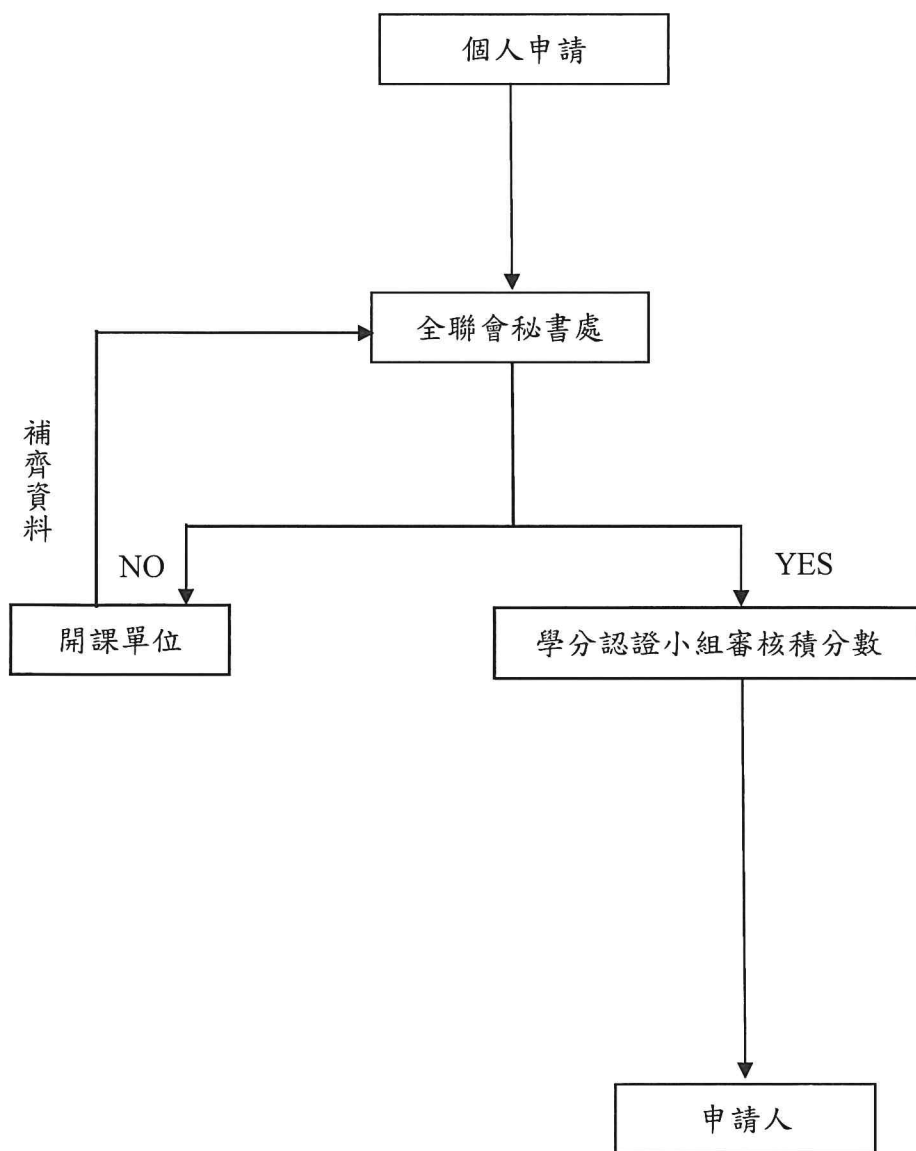 個人申請
全聯會秘書處
補齊資料
NO
YES
開課單位
學分認證小組審核積分數
申請人